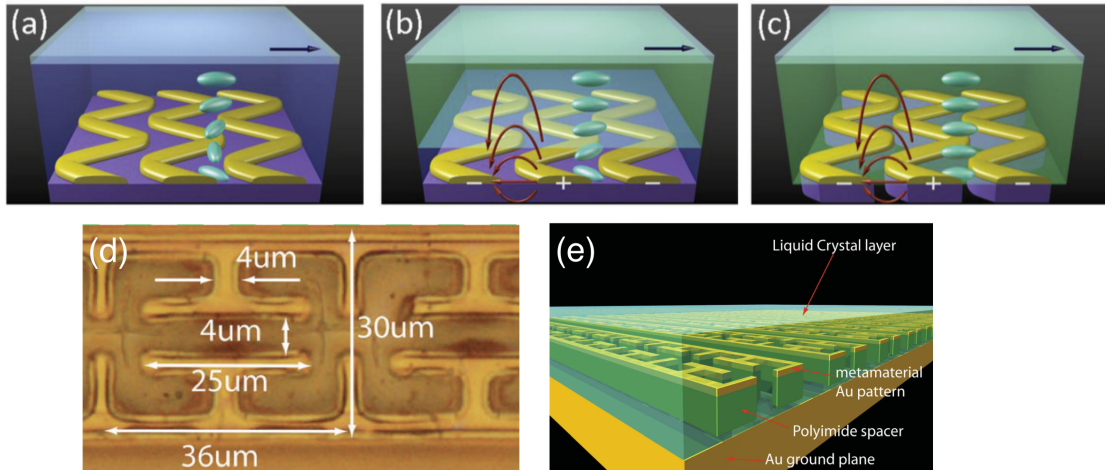 (a)
(b)
(c)
− + −
− + −
(d)
4um
4um
30um
25um
36um
(e)
Liquid Crystal layer
metamaterial
Au pattern
Polyimide spacer
Au ground plane